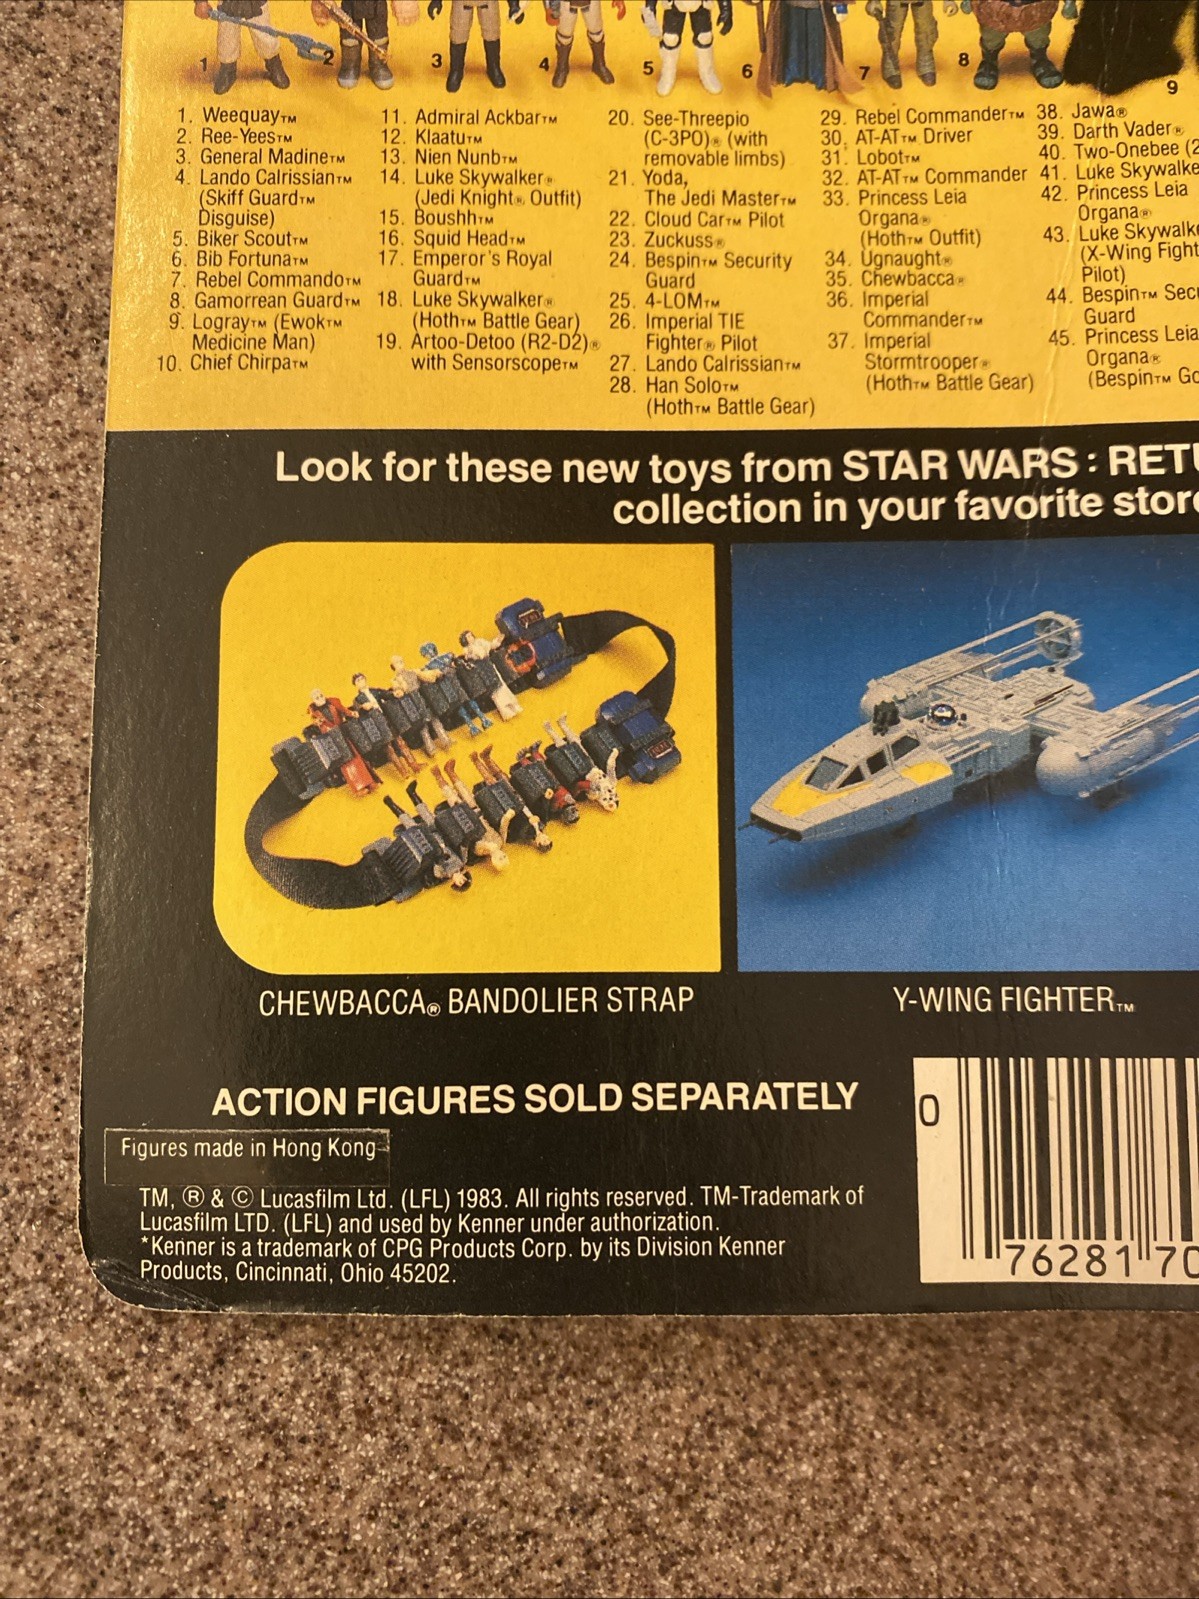 1 2 3 4 5 6 7 8 9
1. Weequay™
2. Ree-Yees™
3. General Madine™
4. Lando Calrissian™
(Skiff Guard™
Disguise)
5. Biker Scout™
6. Bib Fortuna™
7. Rebel Commando™
8. Gamorrean Guard™
9. Logray™ (Ewok™
Medicine Man)
10. Chief Chirpa™
11. Admiral Ackbar™
12. Klaatu™
13. Nien Nunb™
14. Luke Skywalker®
(Jedi Knight® Outfit)
15. Boushh™
16. Squid Head™
17. Emperor's Royal
Guard™
18. Luke Skywalker®
(Hoth™ Battle Gear)
19. Artoo-Detoo (R2-D2)®
with Sensorscope™
20. See-Threepio
(C-3PO)® (with
removable limbs)
21. Yoda,
The Jedi Master™
22. Cloud Car™ Pilot
23. Zuckuss®
24. Bespin™ Security
Guard
25. 4-LOM™
26. Imperial TIE
Fighter® Pilot
27. Lando Calrissian™
28. Han Solo™
(Hoth™ Battle Gear)
29. Rebel Commander™
30. AT-AT™ Driver
31. Lobot™
32. AT-AT™ Commander
33. Princess Leia
Organa®
(Hoth™ Outfit)
34. Ugnaught®
35. Chewbacca®
36. Imperial
Commander™
37. Imperial
Stormtrooper®
(Hoth™ Battle Gear)
38. Jawa®
39. Darth Vader®
40. Two-Onebee (2
41. Luke Skywalke
42. Princess Leia
Organa®
43. Luke Skywalke
(X-Wing Fight
Pilot)
44. Bespin™ Secu
Guard
45. Princess Leia
Organa®
(Bespin™ Go
Look for these new toys from STAR WARS : RETU
collection in your favorite store
CHEWBACCA® BANDOLIER STRAP
Y-WING FIGHTER™
ACTION FIGURES SOLD SEPARATELY
Figures made in Hong Kong
TM, ® & © Lucasfilm Ltd. (LFL) 1983. All rights reserved. TM-Trademark of
Lucasfilm LTD. (LFL) and used by Kenner under authorization.
*Kenner is a trademark of CPG Products Corp. by its Division Kenner
Products, Cincinnati, Ohio 45202.
0 76281 70